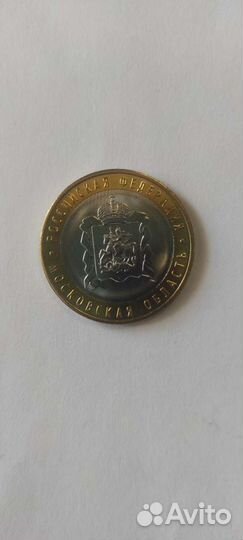 РОССИЙСКАЯ ФЕДЕРАЦИЯ
МОСКОВСКАЯ ОБЛАСТЬ
Avito